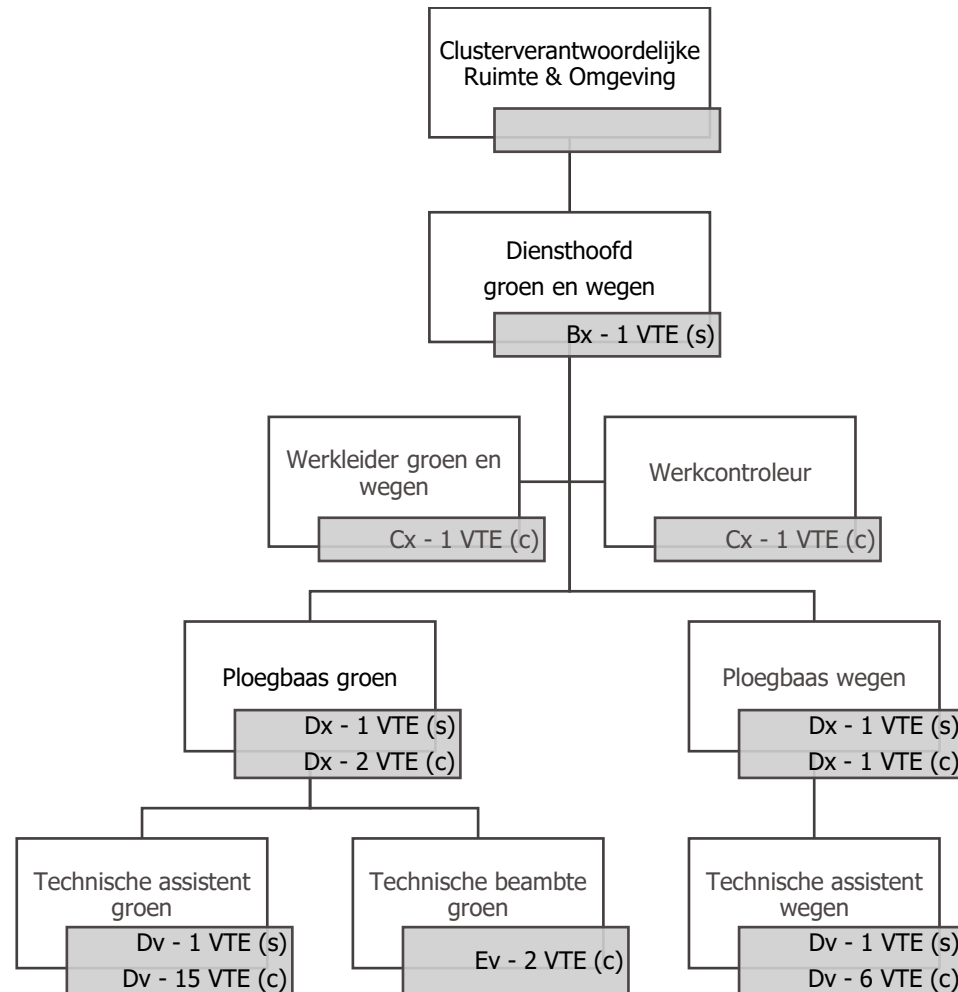 Clusterverantwoordelijke
Ruimte & Omgeving
Diensthoofd
groen en wegen
Bx - 1 VTE (s)
Werkleider groen en
wegen
Cx - 1 VTE (c)
Werkcontroleur
Cx - 1 VTE (c)
Ploegbaas groen
Dx - 1 VTE (s)
Dx - 2 VTE (c)
Ploegbaas wegen
Dx - 1 VTE (s)
Dx - 1 VTE (c)
Technische assistent
groen
Dv - 1 VTE (s)
Dv - 15 VTE (c)
Technische beambte
groen
Ev - 2 VTE (c)
Technische assistent
wegen
Dv - 1 VTE (s)
Dv - 6 VTE (c)